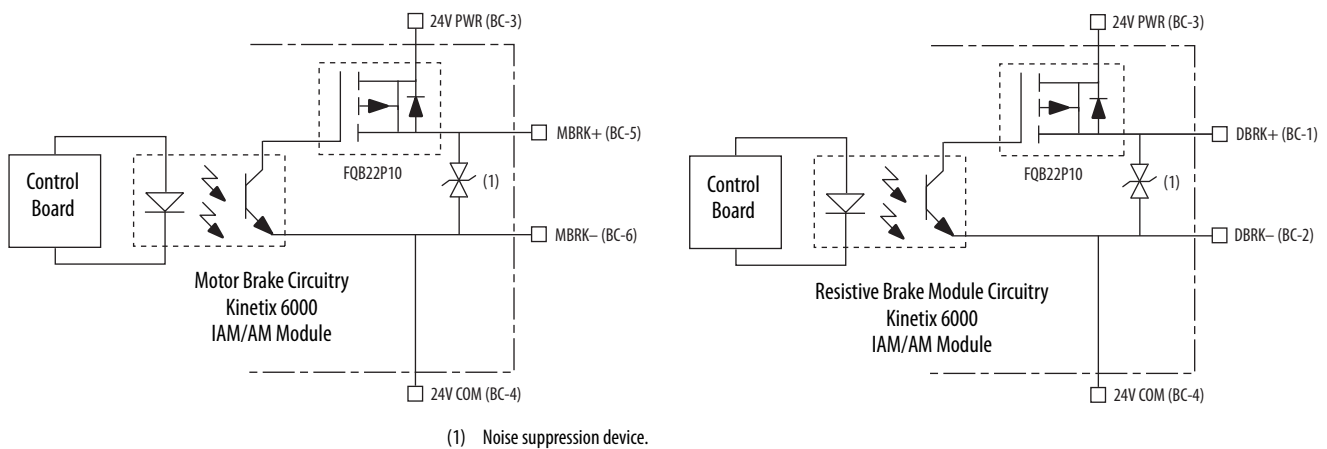 24V PWR (BC-3)
MBRK+ (BC-5)
FQB22P10
(1)
Control
Board
MBRK– (BC-6)
Motor Brake Circuitry
Kinetix 6000
IAM/AM Module
24V COM (BC-4)
24V PWR (BC-3)
DBRK+ (BC-1)
FQB22P10
(1)
Control
Board
DBRK– (BC-2)
Resistive Brake Module Circuitry
Kinetix 6000
IAM/AM Module
24V COM (BC-4)
(1) Noise suppression device.